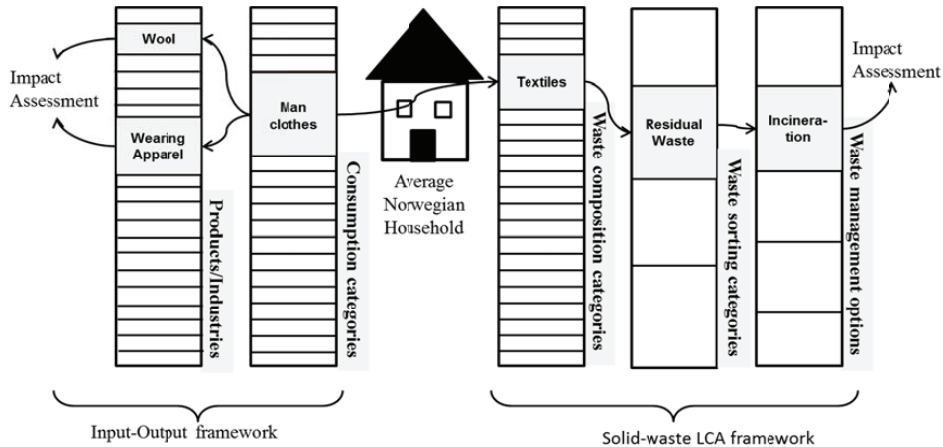 Impact
Assessment
Wool
Wearing
Apparel
Products/Industries
Man
clothes
Consumption categories
Average
Norwegian
Household
Textiles
Waste composition categories
Residual
Waste
Waste sorting categories
Incinera-
tion
Waste management options
Impact
Assessment
Input-Output framework
Solid-waste LCA framework